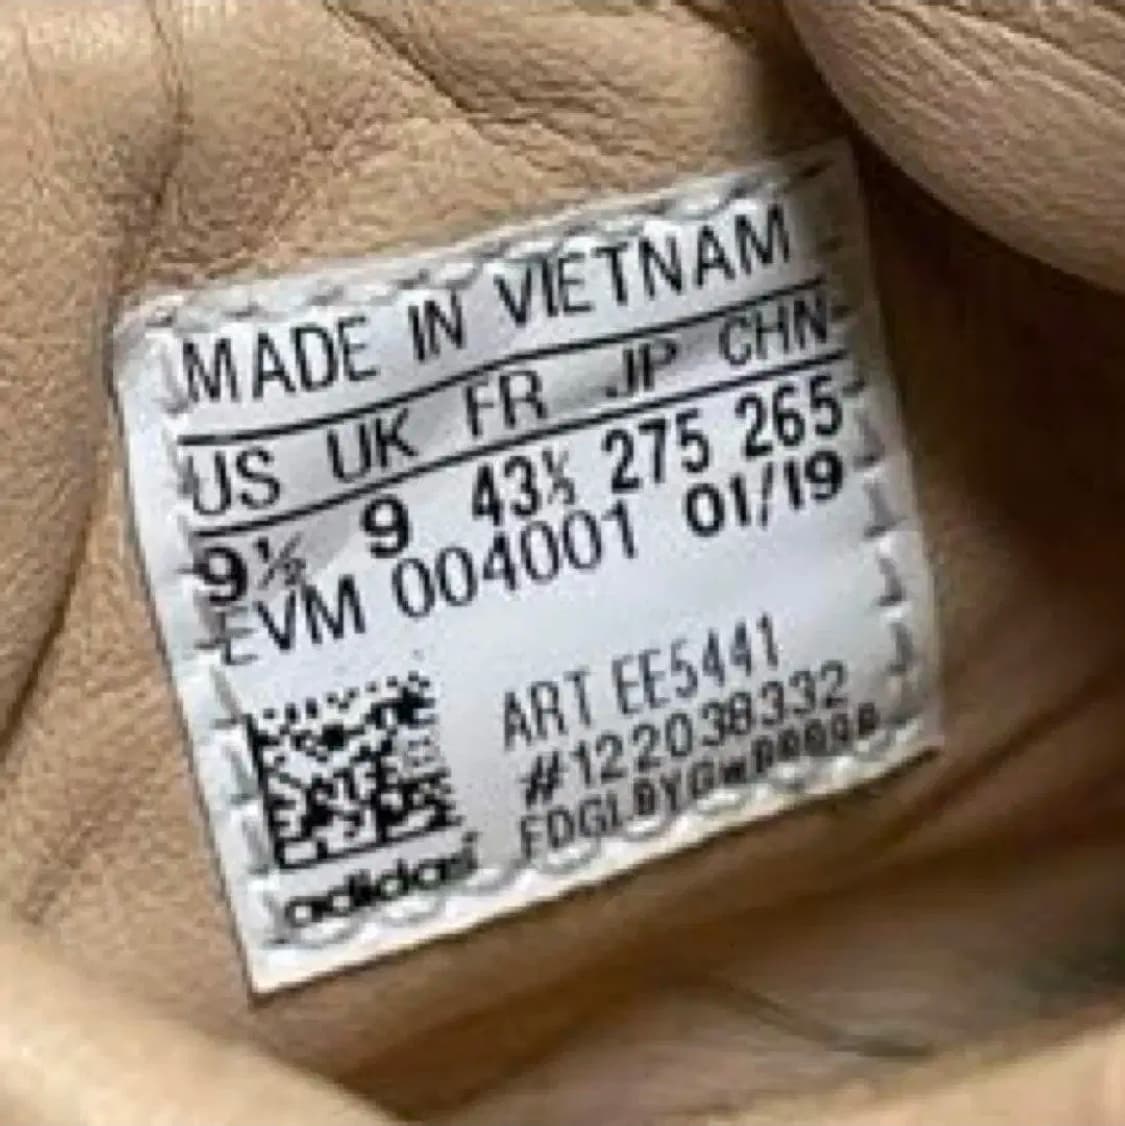 MADE IN VIETNAM
US UK FR JP CHN
9½ 9 43⅓ 275 265
EVM 004001 01/19
ART EE5441
#122038332
adidas